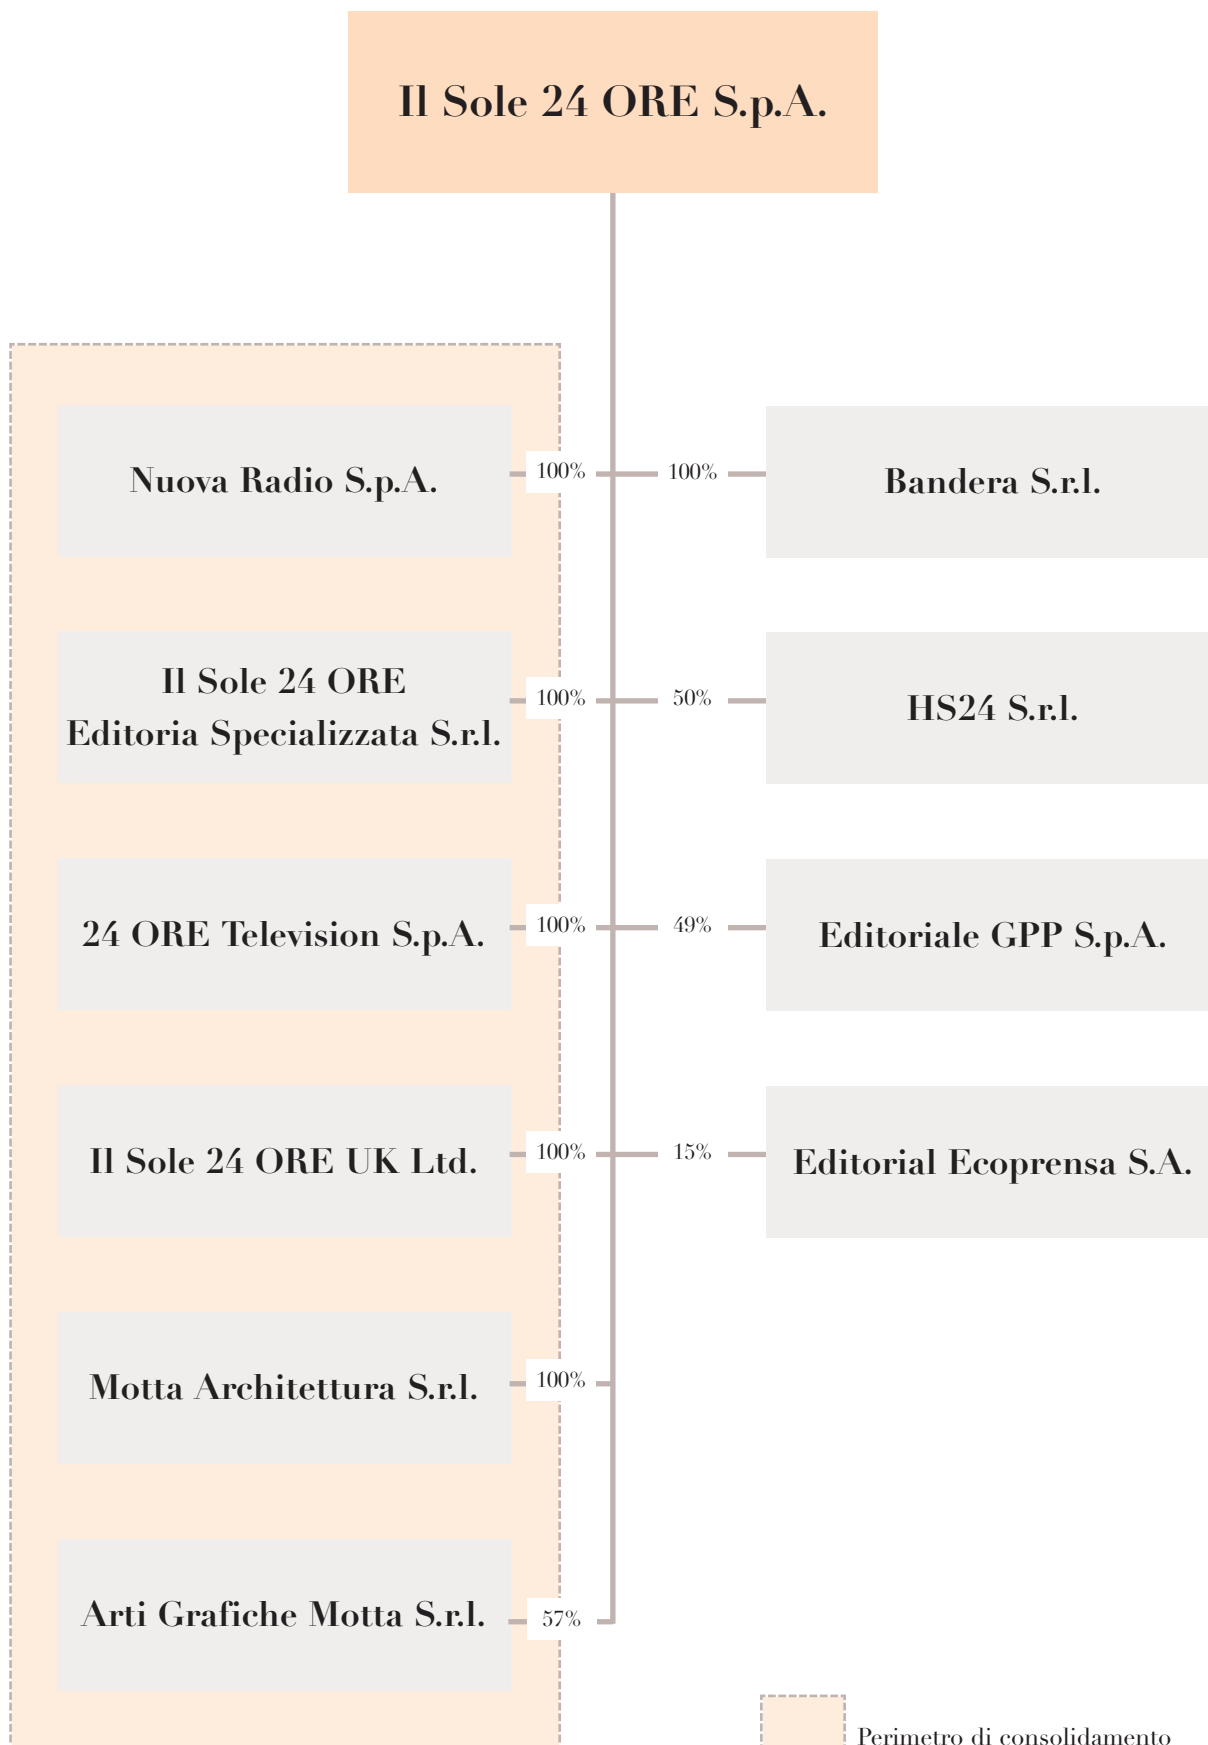 Il Sole 24 ORE S.p.A.
Nuova Radio S.p.A.
100%
100%
Bandera S.r.l.
Il Sole 24 ORE
Editoria Specializzata S.r.l.
100%
50%
HS24 S.r.l.
24 ORE Television S.p.A.
100%
49%
Editoriale GPP S.p.A.
Il Sole 24 ORE UK Ltd.
100%
15%
Editorial Ecoprensa S.A.
Motta Architettura S.r.l.
100%
Arti Grafiche Motta S.r.l.
57%
Perimetro di consolidamento